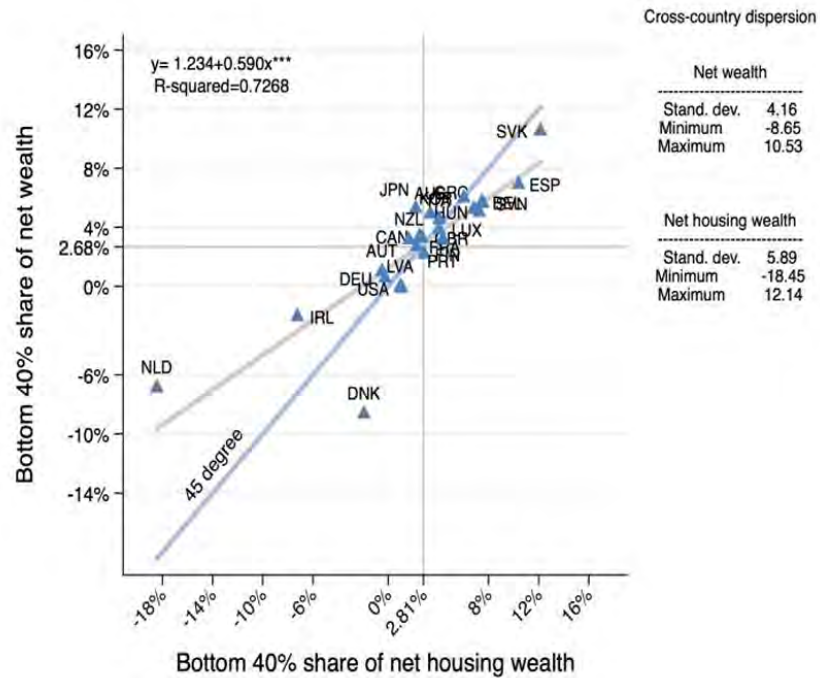 Cross-country dispersion
16%
y= 1.234+0.590x***
R-squared=0.7268
Net wealth
Stand. dev. 4.16
Minimum -8.65
Maximum 10.53
12%
SVK
8%
JPN
ESP
NZL
HUN
4%
CAN
LUX
2.68%
AUT
LVA
PRT
DEU
USA
0%
IRL
Net housing wealth
Stand. dev. 5.89
Minimum -18.45
Maximum 12.14
NLD
-6%
DNK
-10%
45 degree
-14%
Bottom 40% share of net wealth
-18%
-14%
-10%
-6%
0%
2.81%
8%
12%
16%
Bottom 40% share of net housing wealth